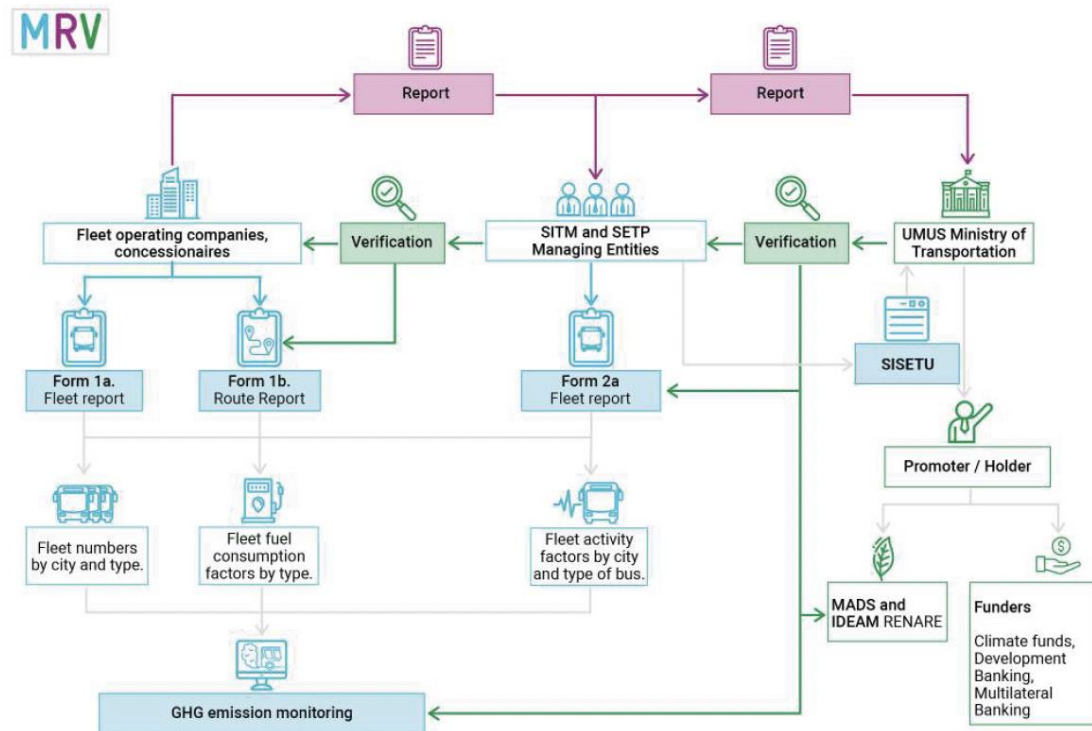 MRV
Report
Report
Fleet operating companies,
concessionaires
Verification
SITM and SETP
Managing Entities
Verification
UMUS Ministry of
Transportation
Form 1a.
Fleet report
Form 1b.
Route Report
Form 2a
Fleet report
SISETU
Promoter / Holder
Fleet numbers
by city and type.
Fleet fuel
consumption
factors by type.
Fleet activity
factors by city
and type of bus.
MADS and
IDEAM RENARE
$
Funders
Climate funds,
Development
Banking,
Multilateral
Banking
GHG emission monitoring